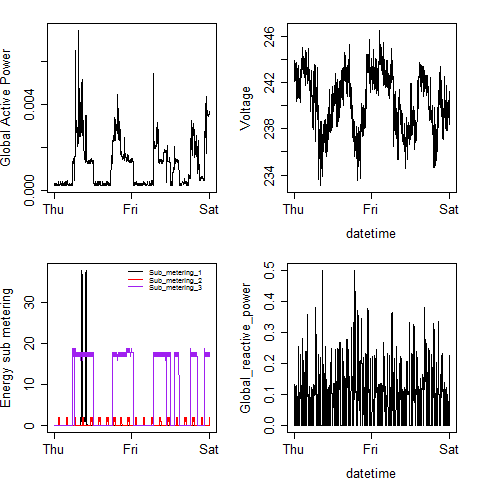 Global Active Power
0.000
0.004
Thu
Fri
Sat
Voltage
234
238
242
246
Thu
Fri
Sat
datetime
Energy sub metering
0
10
20
30
Sub_metering_1
Sub_metering_2
Sub_metering_3
Thu
Fri
Sat
Global_reactive_power
0.0
0.1
0.2
0.3
0.4
0.5
Thu
Fri
Sat
datetime